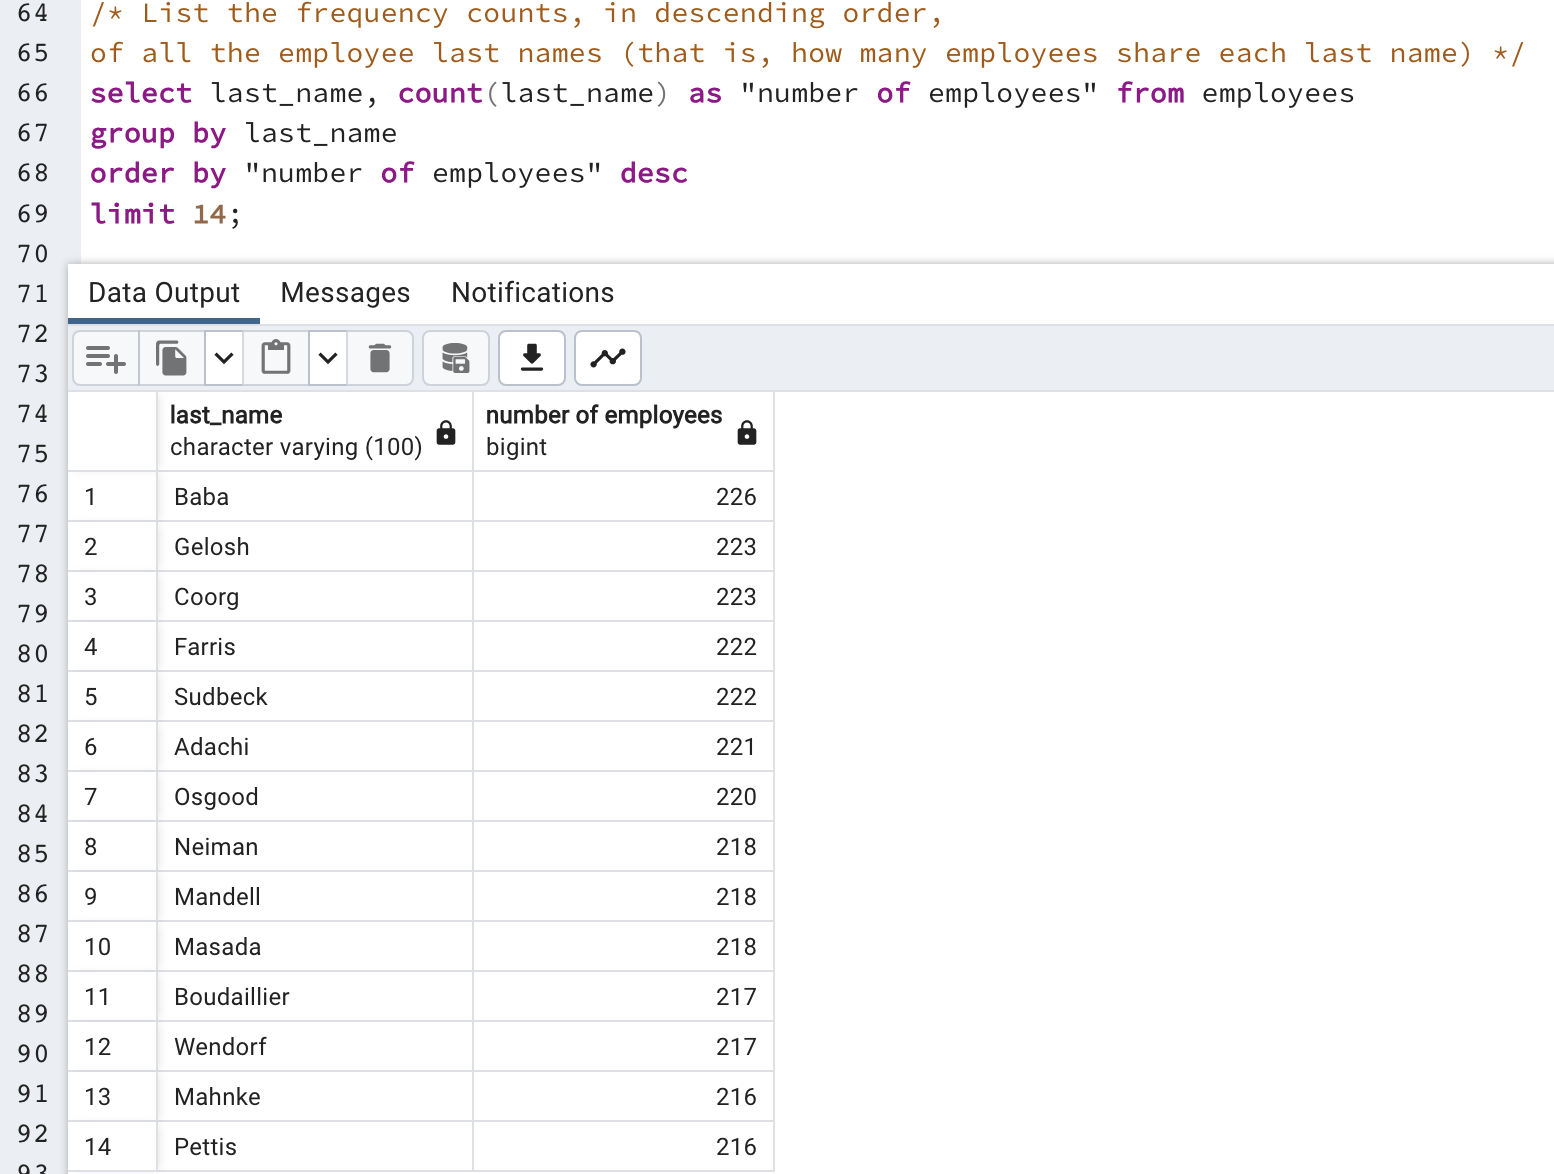 64 /* List the frequency counts, in descending order,
65 of all the employee last names (that is, how many employees share each last name) */
66 select last_name, count(last_name) as "number of employees" from employees
67 group by last_name
68 order by "number of employees" desc
69 limit 14;
70
71 Data Output Messages Notifications
72
73
74 last_name number of employees
75 character varying (100) bigint
76 1 Baba 226
77 2 Gelosh 223
78 3 Coorg 223
79
80 4 Farris 222
81 5 Sudbeck 222
82 6 Adachi 221
83
84 7 Osgood 220
85 8 Neiman 218
86 9 Mandell 218
87 10 Masada 218
88
89 11 Boudaillier 217
90 12 Wendorf 217
91 13 Mahnke 216
92 14 Pettis 216
93